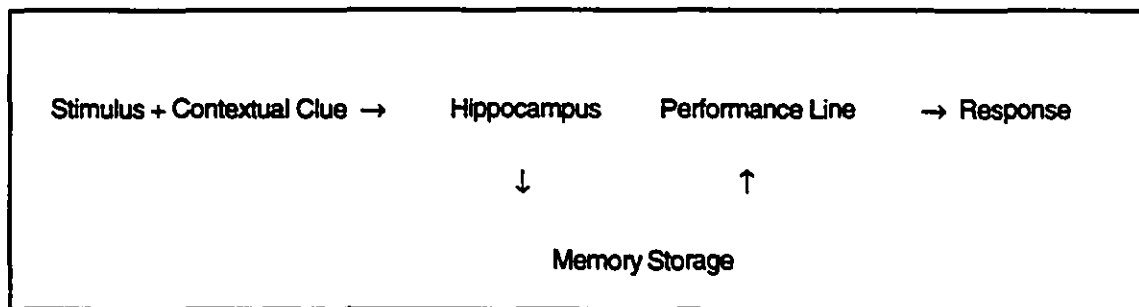 Stimulus + Contextual Clue → Hippocampus Performance Line → Response
↓ ↑
Memory Storage